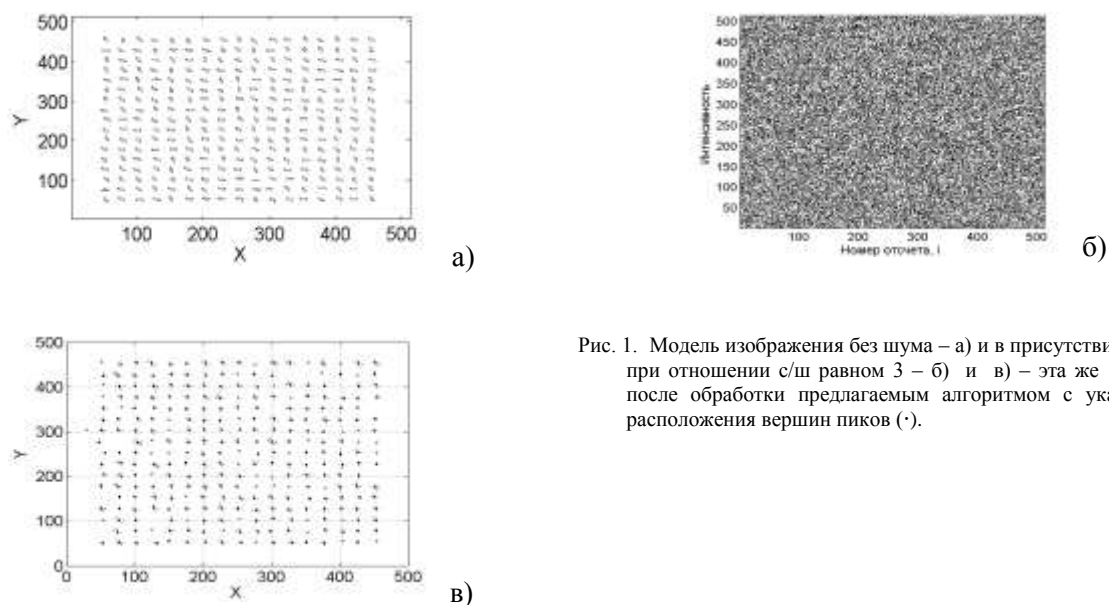 500
400
300
200
100
Y
100 200 300 400 500
X
а)
500
450
400
350
300
250
200
150
100
50
Интенсивность
100 200 300 400 500
Номер отсчета, i
б)
500
400
300
200
100
0
Y
0 100 200 300 400 500
X
в)
Рис. 1. Модель изображения без шума – а) и в присутстви
при отношении с/ш равном 3 – б) и в) – эта же
после обработки предлагаемым алгоритмом с ука
расположения вершин пиков (·).